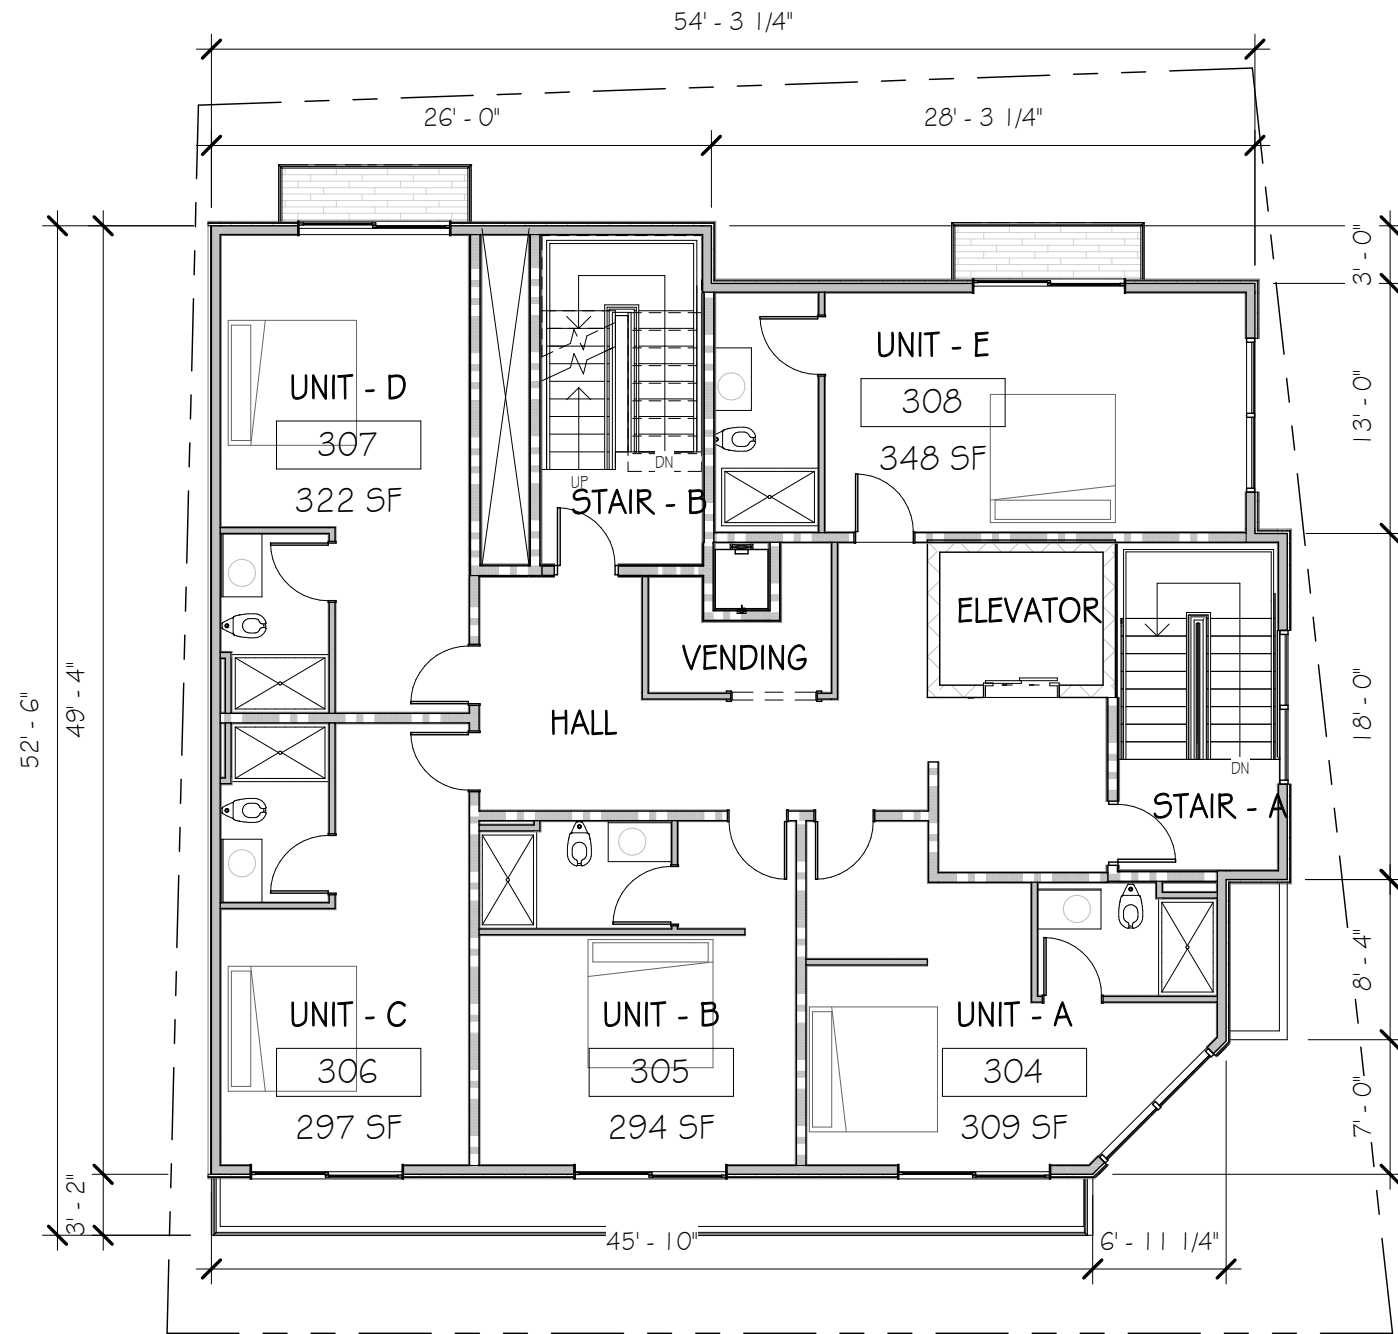 54' - 3 1/4"
26' - 0"
28' - 3 1/4"
3' - 0"
UNIT - D
307
322 SF
UNIT - E
308
348 SF
13' - 0"
DN
UP
STAIR - B
ELEVATOR
VENDING
HALL
52' - 6"
49' - 4"
18' - 0"
DN
STAIR - A
8' - 4"
UNIT - C
306
297 SF
UNIT - B
305
294 SF
UNIT - A
304
309 SF
7' - 0"
3' - 2"
45' - 10"
6' - 11 1/4"